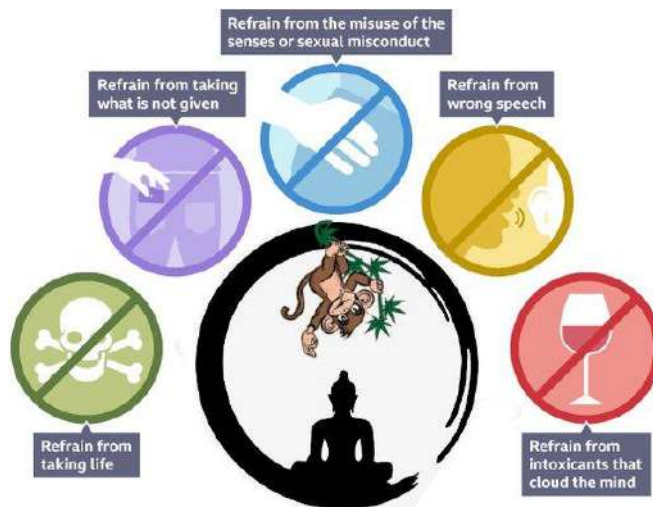 Refrain from the misuse of the
senses or sexual misconduct
Refrain from taking
what is not given
Refrain from
wrong speech
Refrain from
taking life
Refrain from
intoxicants that
cloud the mind